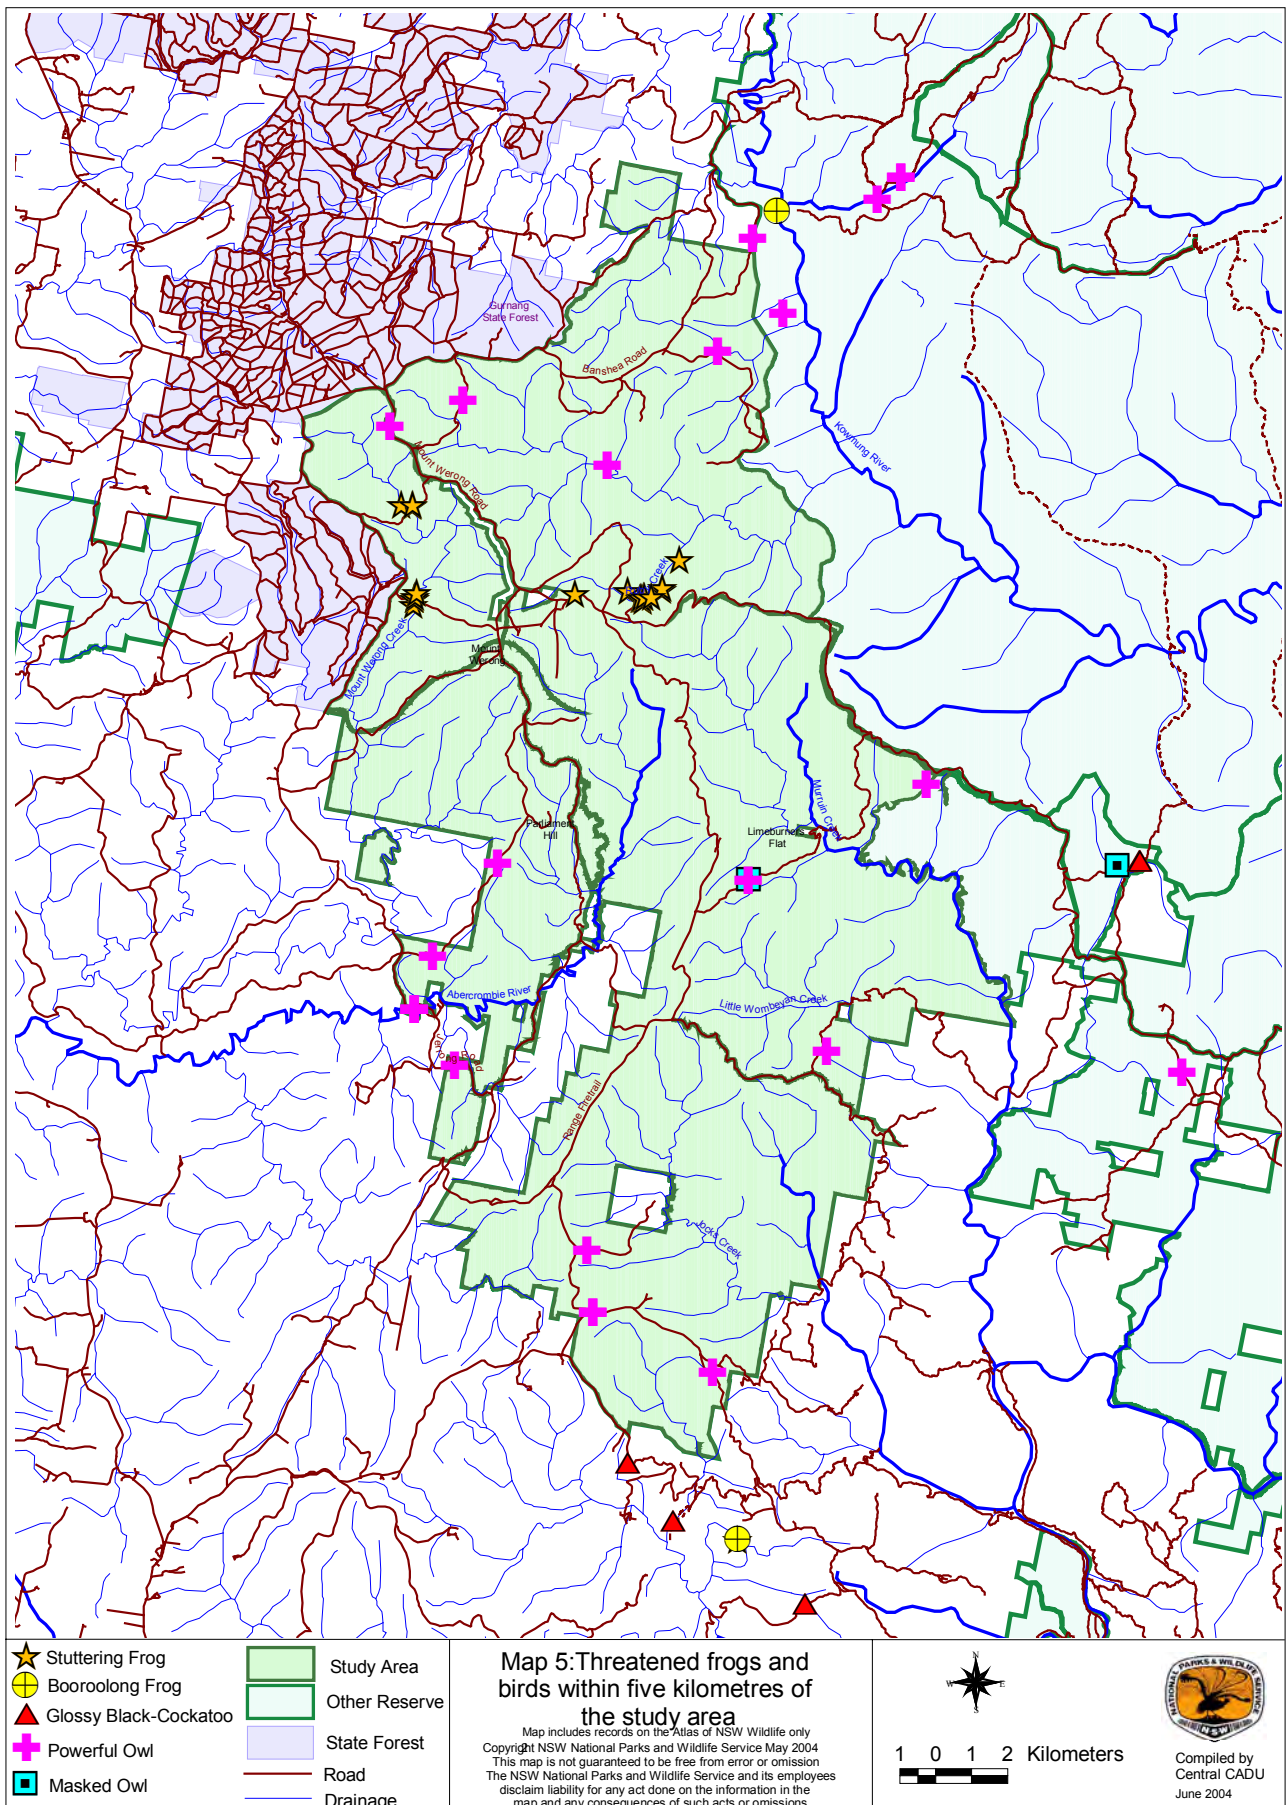 Gurnang
State Forest
Banshea Road
Kowmung River
Mount Werong Road
Creek
Mount Werong Creek
Mount
Werong
Murruin Creek
Parliament
Hill
Limeburners
Flat
Abercrombie River
Little Wombeyan Creek
Jerrong Road
Range Firetrail
Jocks Creek
Stuttering Frog
Booroolong Frog
Glossy Black-Cockatoo
Powerful Owl
Masked Owl
Study Area
Other Reserve
State Forest
Road
Drainage
Map 5:Threatened frogs and
birds within five kilometres of
the study area
Map includes records on the Atlas of NSW Wildlife only
Copyright NSW National Parks and Wildlife Service May 2004
This map is not guaranteed to be free from error or omission
The NSW National Parks and Wildlife Service and its employees
disclaim liability for any act done on the information in the
map and any consequences of such acts or omissions
N
W E
S
1 0 1 2 Kilometers
NATIONAL PARKS & WILDLIFE SERVICE
NSW
Compiled by
Central CADU
June 2004